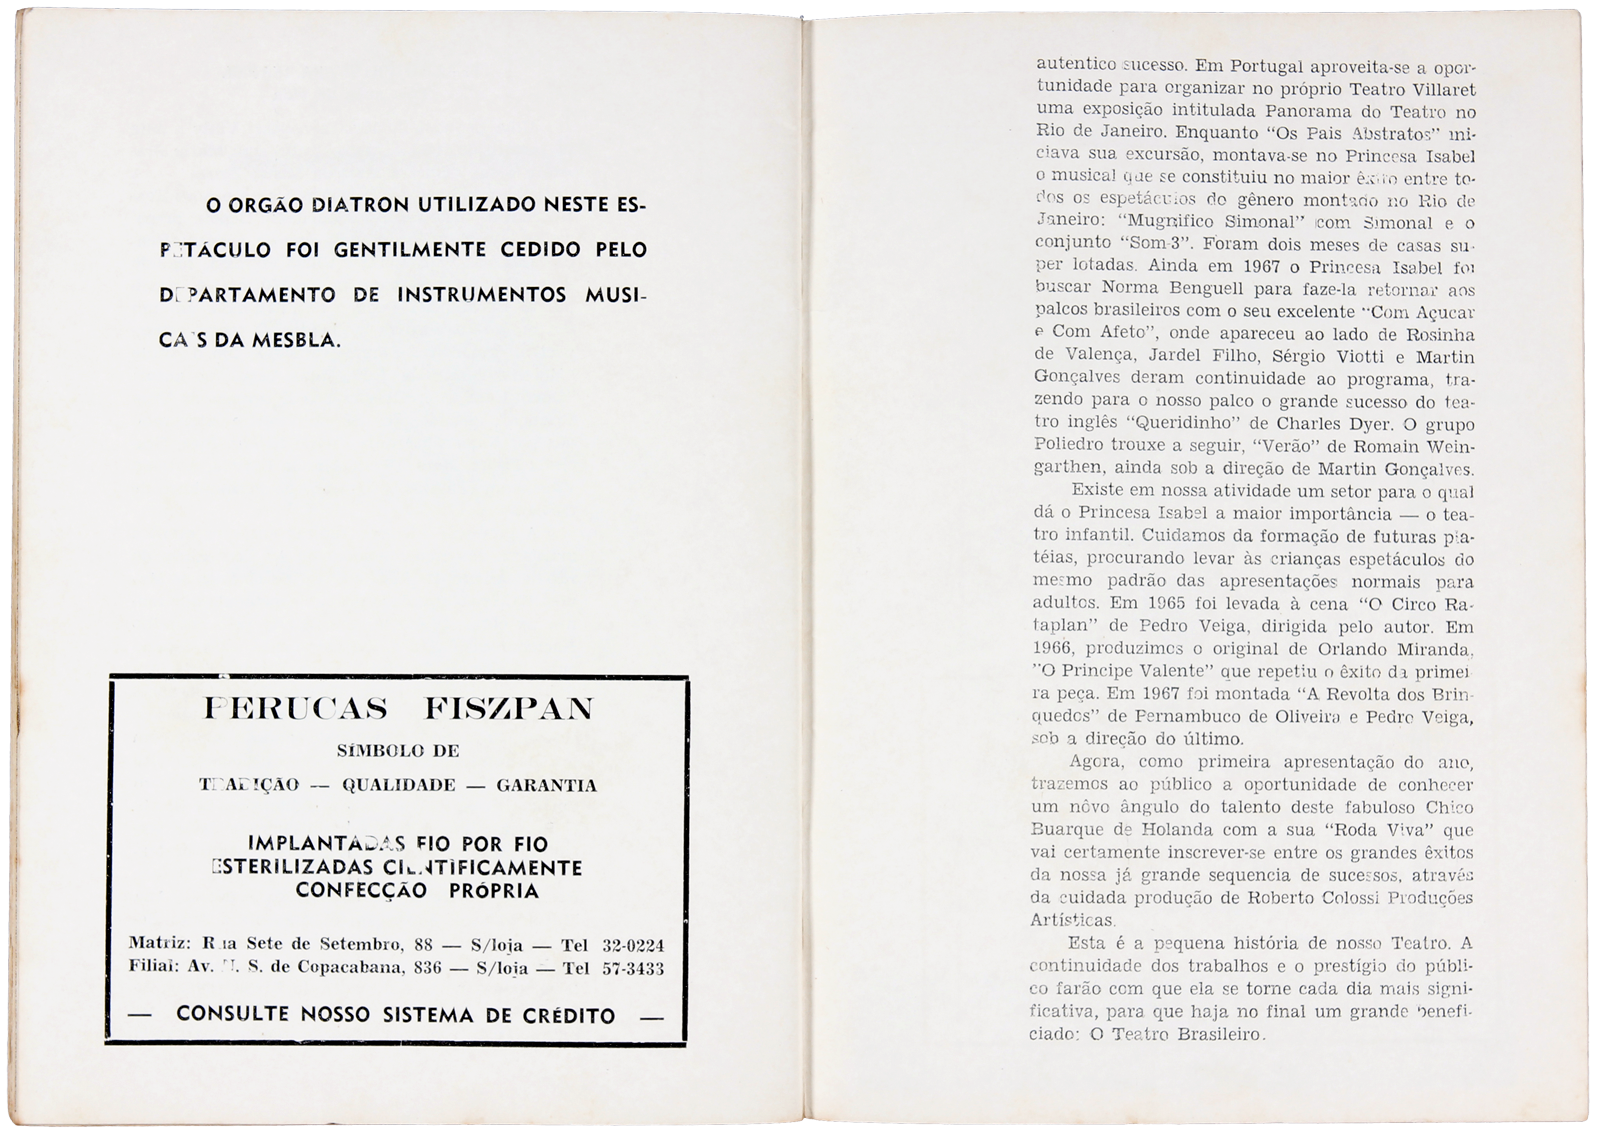 O ORGÃO DIATRON UTILIZADO NESTE ES-
PETÁCULO FOI GENTILMENTE CEDIDO PELO
DEPARTAMENTO DE INSTRUMENTOS MUSI-
CAIS DA MESBLA.
PERUCAS FISZPAN
SÍMBOLO DE
TRADIÇÃO — QUALIDADE — GARANTIA
IMPLANTADAS FIO POR FIO
ESTERILIZADAS CIENTIFICAMENTE
CONFECÇÃO PRÓPRIA
Matriz: Rua Sete de Setembro, 88 — S/loja — Tel 32-0224
Filial: Av. N. S. de Copacabana, 836 — S/loja — Tel 57-3433
— CONSULTE NOSSO SISTEMA DE CRÉDITO —
autentico sucesso. Em Portugal aproveita-se a opor-
tunidade para organizar no próprio Teatro Villaret
uma exposição intitulada Panorama do Teatro no
Rio de Janeiro. Enquanto “Os Pais Abstratos” ini-
ciava sua excursão, montava-se no Princesa Isabel
o musical que se constituiu no maior êxito entre to-
dos os espetáculos do gênero montado no Rio de
Janeiro: “Mugnifico Simonal” com Simonal e o
conjunto “Som-3”. Foram dois meses de casas su-
per lotadas. Ainda em 1967 o Princesa Isabel foi
buscar Norma Benguell para faze-la retornar aos
palcos brasileiros com o seu excelente “Com Açucar
e Com Afeto”, onde apareceu ao lado de Rosinha
de Valença, Jardel Filho, Sérgio Viotti e Martin
Gonçalves deram continuidade ao programa, tra-
zendo para o nosso palco o grande sucesso do tea-
tro inglês “Queridinho” de Charles Dyer. O grupo
Poliedro trouxe a seguir, “Verão” de Romain Wein-
garthen, ainda sob a direção de Martin Gonçalves.
Existe em nossa atividade um setor para o qual
dá o Princesa Isabel a maior importância — o tea-
tro infantil. Cuidamos da formação de futuras pla-
téias, procurando levar às crianças espetáculos do
mesmo padrão das apresentações normais para
adultos. Em 1965 foi levada à cena “O Circo Ra-
taplan” de Pedro Veiga, dirigida pelo autor. Em
1966, produzimos o original de Orlando Miranda,
”O Principe Valente” que repetiu o êxito da primei
ra peça. Em 1967 foi montada “A Revolta dos Brin-
quedos” de Pernambuco de Oliveira e Pedro Veiga,
sob a direção do último.
Agora, como primeira apresentação do ano,
trazemos ao público a oportunidade de conhecer
um nôvo ângulo do talento deste fabuloso Chico
Buarque de Holanda com a sua “Roda Viva” que
vai certamente inscrever-se entre os grandes êxitos
da nossa já grande sequencia de sucessos, através
da cuidada produção de Roberto Colossi Produções
Artísticas.
Esta é a pequena história de nosso Teatro. A
continuidade dos trabalhos e o prestígio do públi-
co farão com que ela se torne cada dia mais signi-
ficativa, para que haja no final um grande benefi-
ciado: O Teatro Brasileiro.